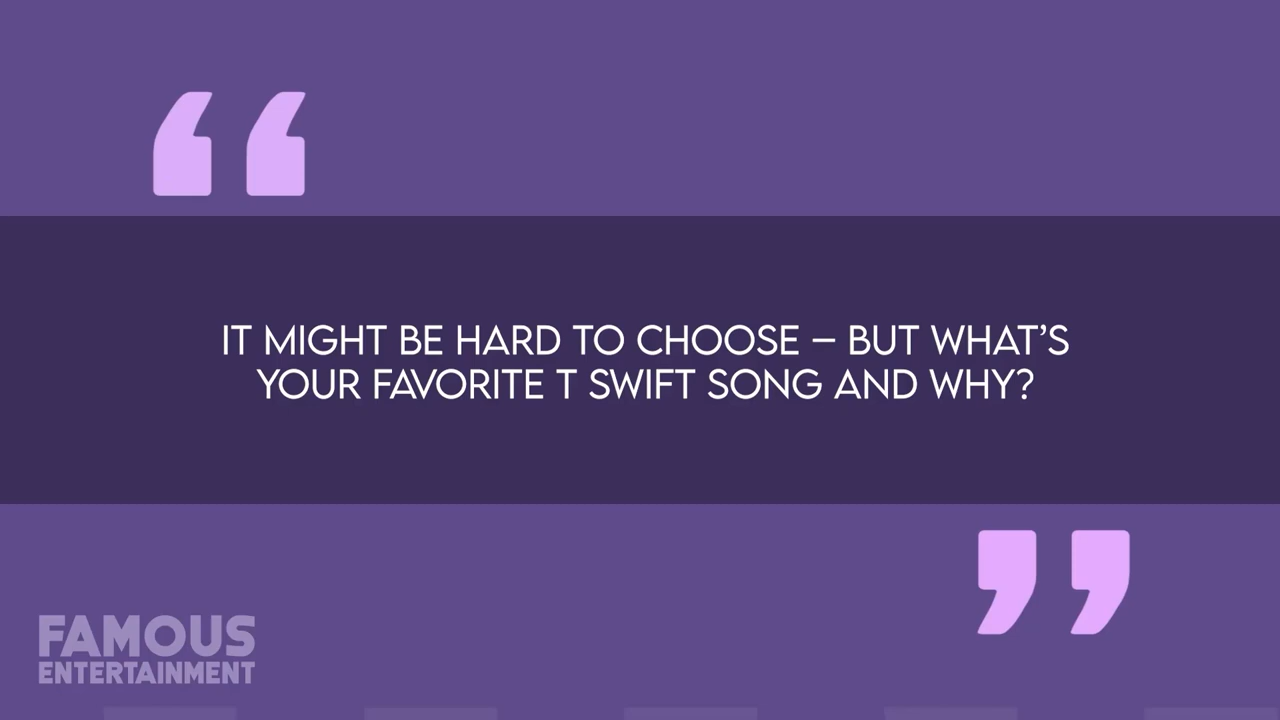 IT MIGHT BE HARD TO CHOOSE – BUT WHAT’S
YOUR FAVORITE T SWIFT SONG AND WHY?
FAMOUS
ENTERTAINMENT